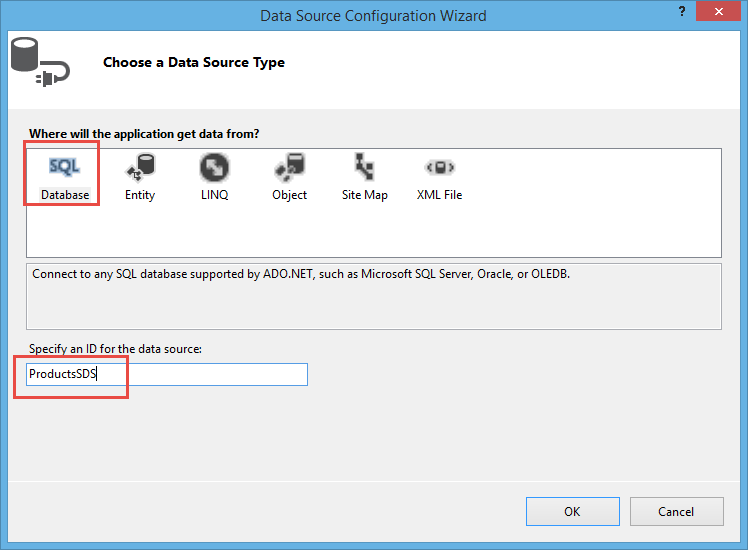 Data Source Configuration Wizard
?
Choose a Data Source Type
Where will the application get data from?
SQL
Database Entity LINQ Object Site Map XML File
Connect to any SQL database supported by ADO.NET, such as Microsoft SQL Server, Oracle, or OLEDB.
Specify an ID for the data source:
ProductsSDS
OK Cancel